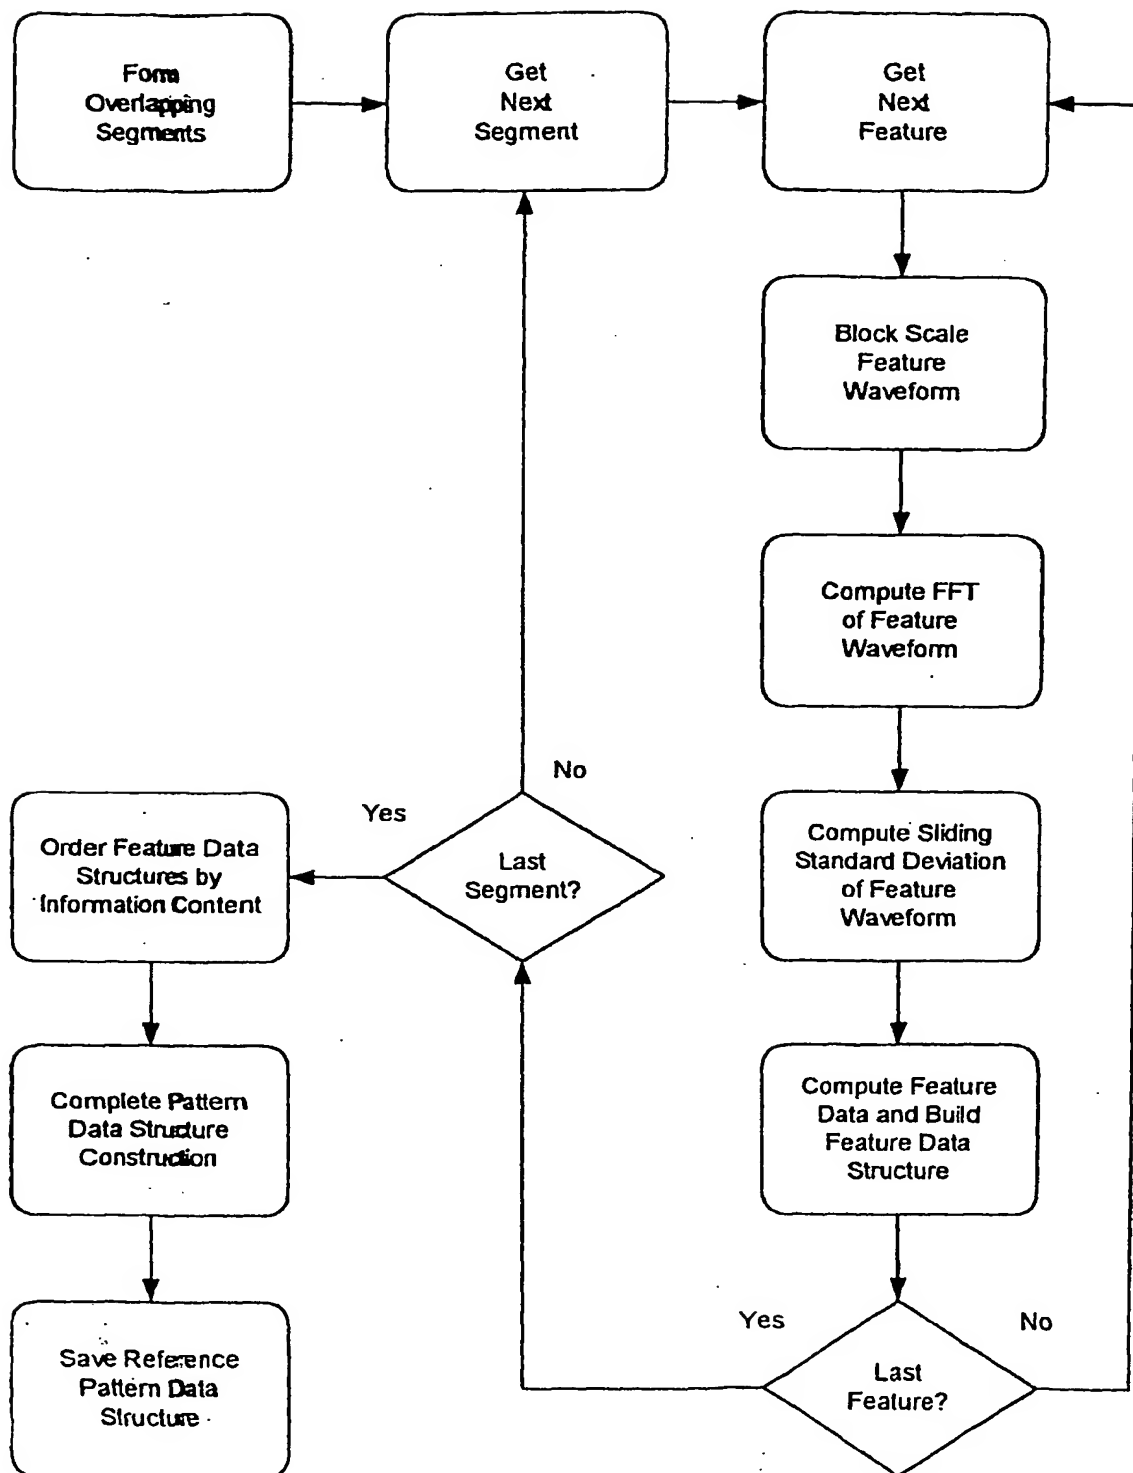 Form
Overlapping
Segments
Get
Next
Segment
Get
Next
Feature
Block Scale
Feature
Waveform
Compute FFT
of Feature
Waveform
No
Yes
Order Feature Data
Structures by
Information Content
Last
Segment?
Compute Sliding
Standard Deviation
of Feature
Waveform
Complete Pattern
Data Structure
Construction
Compute Feature
Data and Build
Feature Data
Structure
Yes
No
Save Reference
Pattern Data
Structure
Last
Feature?